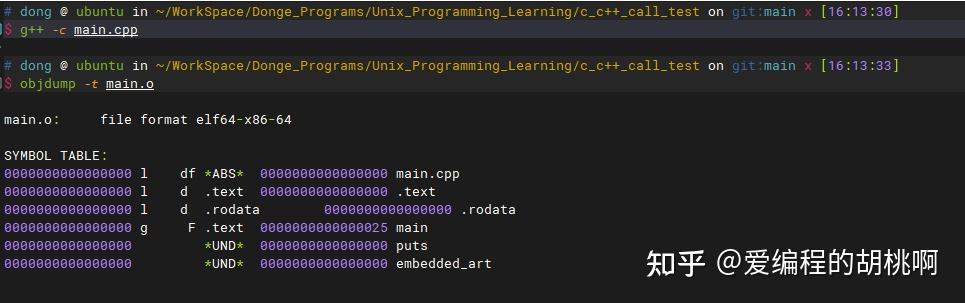 # dong @ ubuntu in ~/WorkSpace/Donge_Programs/Unix_Programming_Learning/c_c++_call_test on git:main x [16:13:30]
$ g++ -c main.cpp
# dong @ ubuntu in ~/WorkSpace/Donge_Programs/Unix_Programming_Learning/c_c++_call_test on git:main x [16:13:33]
$ objdump -t main.o
main.o:     file format elf64-x86-64
SYMBOL TABLE:
0000000000000000 l    df *ABS*  0000000000000000 main.cpp
0000000000000000 l    d  .text  0000000000000000 .text
0000000000000000 l    d  .rodata        0000000000000000 .rodata
0000000000000000 g     F .text  0000000000000025 main
0000000000000000         *UND*  0000000000000000 puts
0000000000000000         *UND*  0000000000000000 embedded_art
知乎 @爱编程的胡桃啊